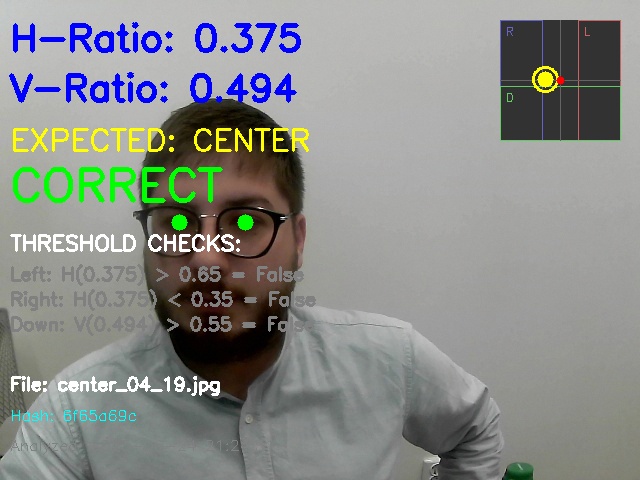 H-Ratio: 0.375
V-Ratio: 0.494
R
L
D
EXPECTED: CENTER
CORRECT
THRESHOLD CHECKS:
Left: H(0.375) > 0.65 = False
Right: H(0.375) < 0.35 = False
Down: V(0.494) > 0.55 = False
File: center_04_19.jpg
Hash: 6f65a69c